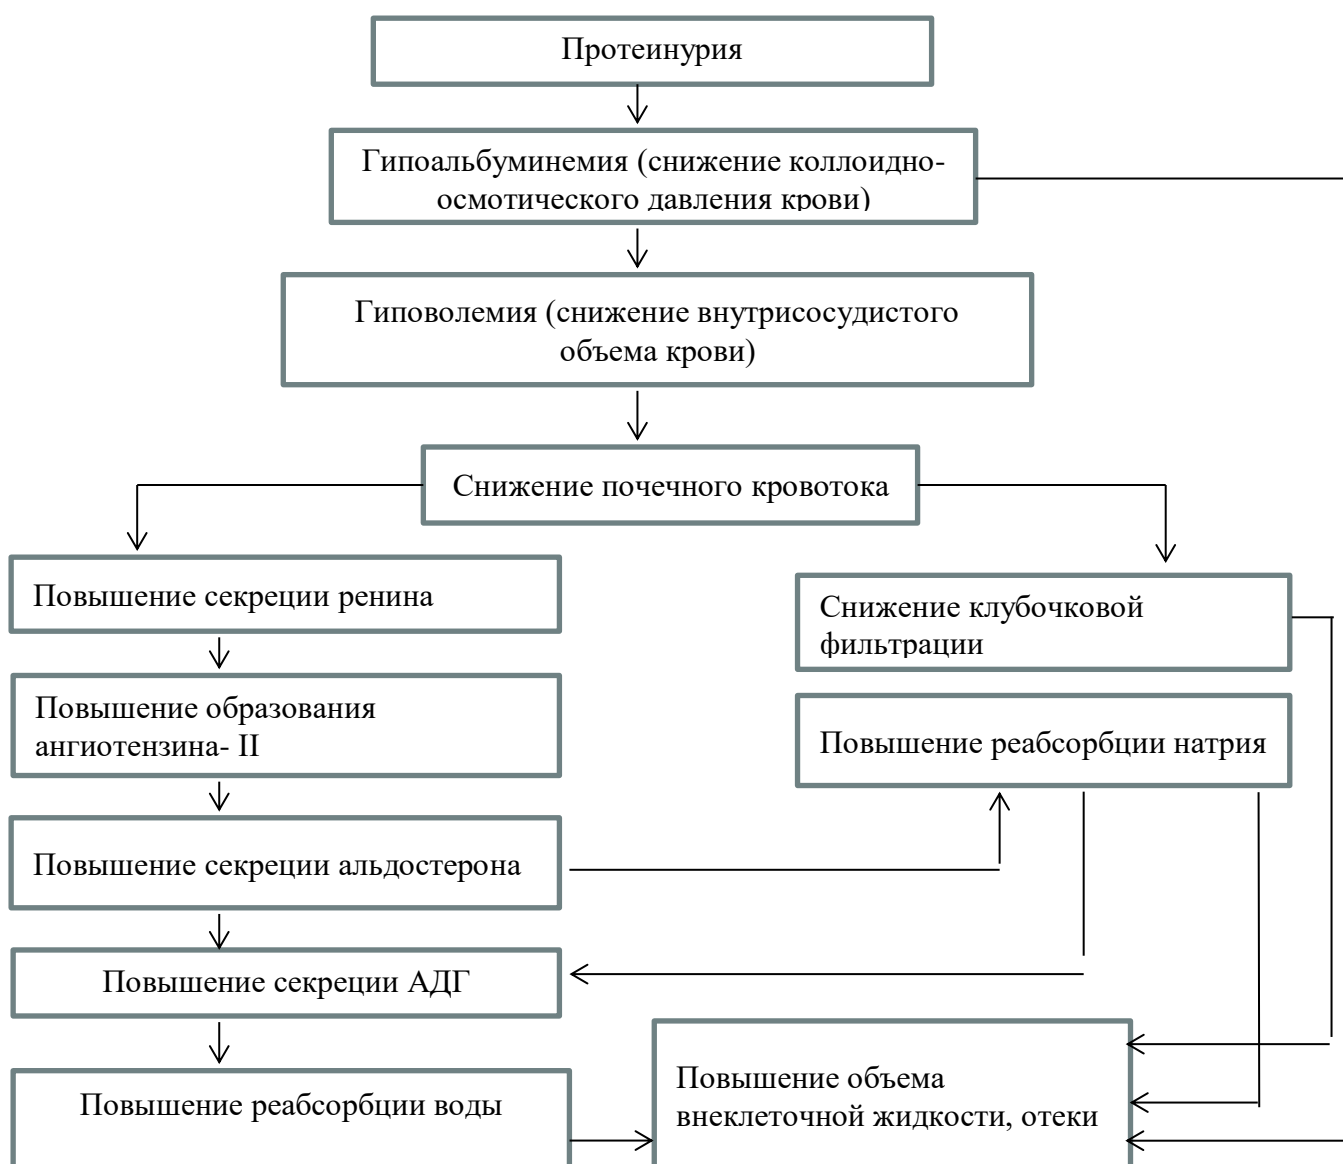 Протеинурия
Гипоальбуминемия (снижение коллоидно-
осмотического давления крови)
Гиповолемия (снижение внутрисосудистого
объема крови)
Снижение почечного кровотока
Повышение секреции ренина
Снижение клубочковой
фильтрации
Повышение образования
ангиотензина- II
Повышение реабсорбции натрия
Повышение секреции альдостерона
Повышение секреции АДГ
Повышение реабсорбции воды
Повышение объема
внеклеточной жидкости, отеки